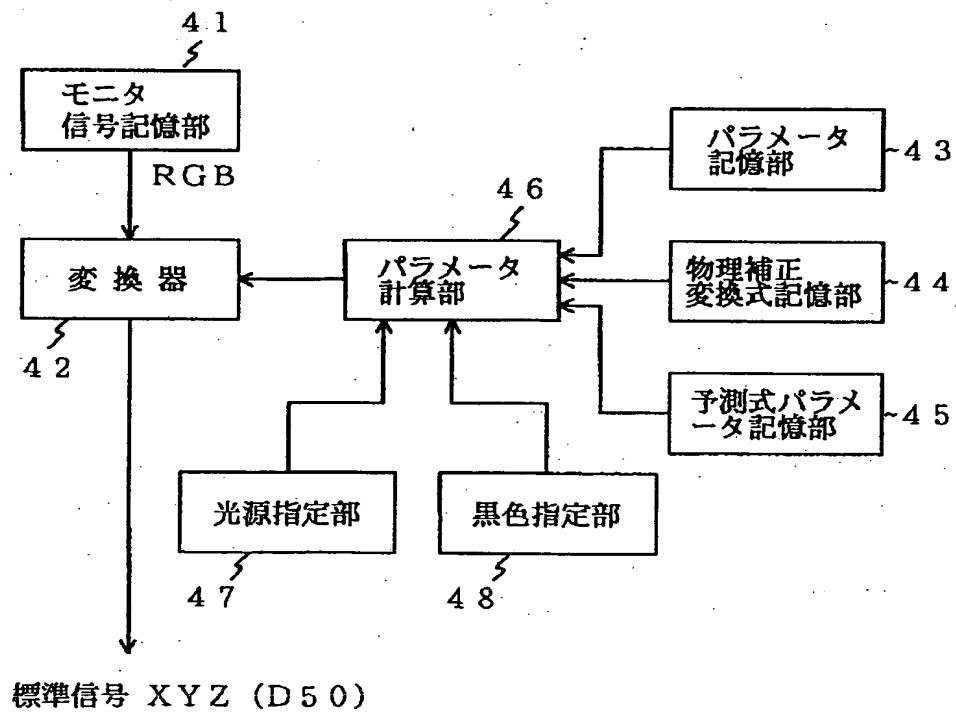 41
モニタ
信号記憶部
RGB
変換器
42
46
パラメータ
計算部
パラメータ
記憶部
43
物理補正
変換式記憶部
44
予測式パラメ
ータ記憶部
45
光源指定部
47
黒色指定部
48
標準信号 XYZ (D50)